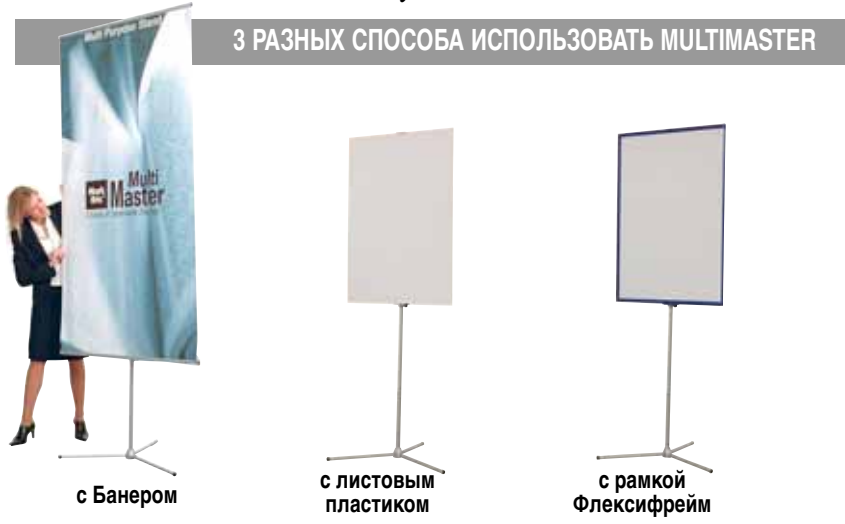 3 РАЗНЫХ СПОСОБА ИСПОЛЬЗОВАТЬ MULTIMASTER
Multi Purpose Stand
Multi
Master
с Банером
с листовым
пластиком
с рамкой
Флексифрейм